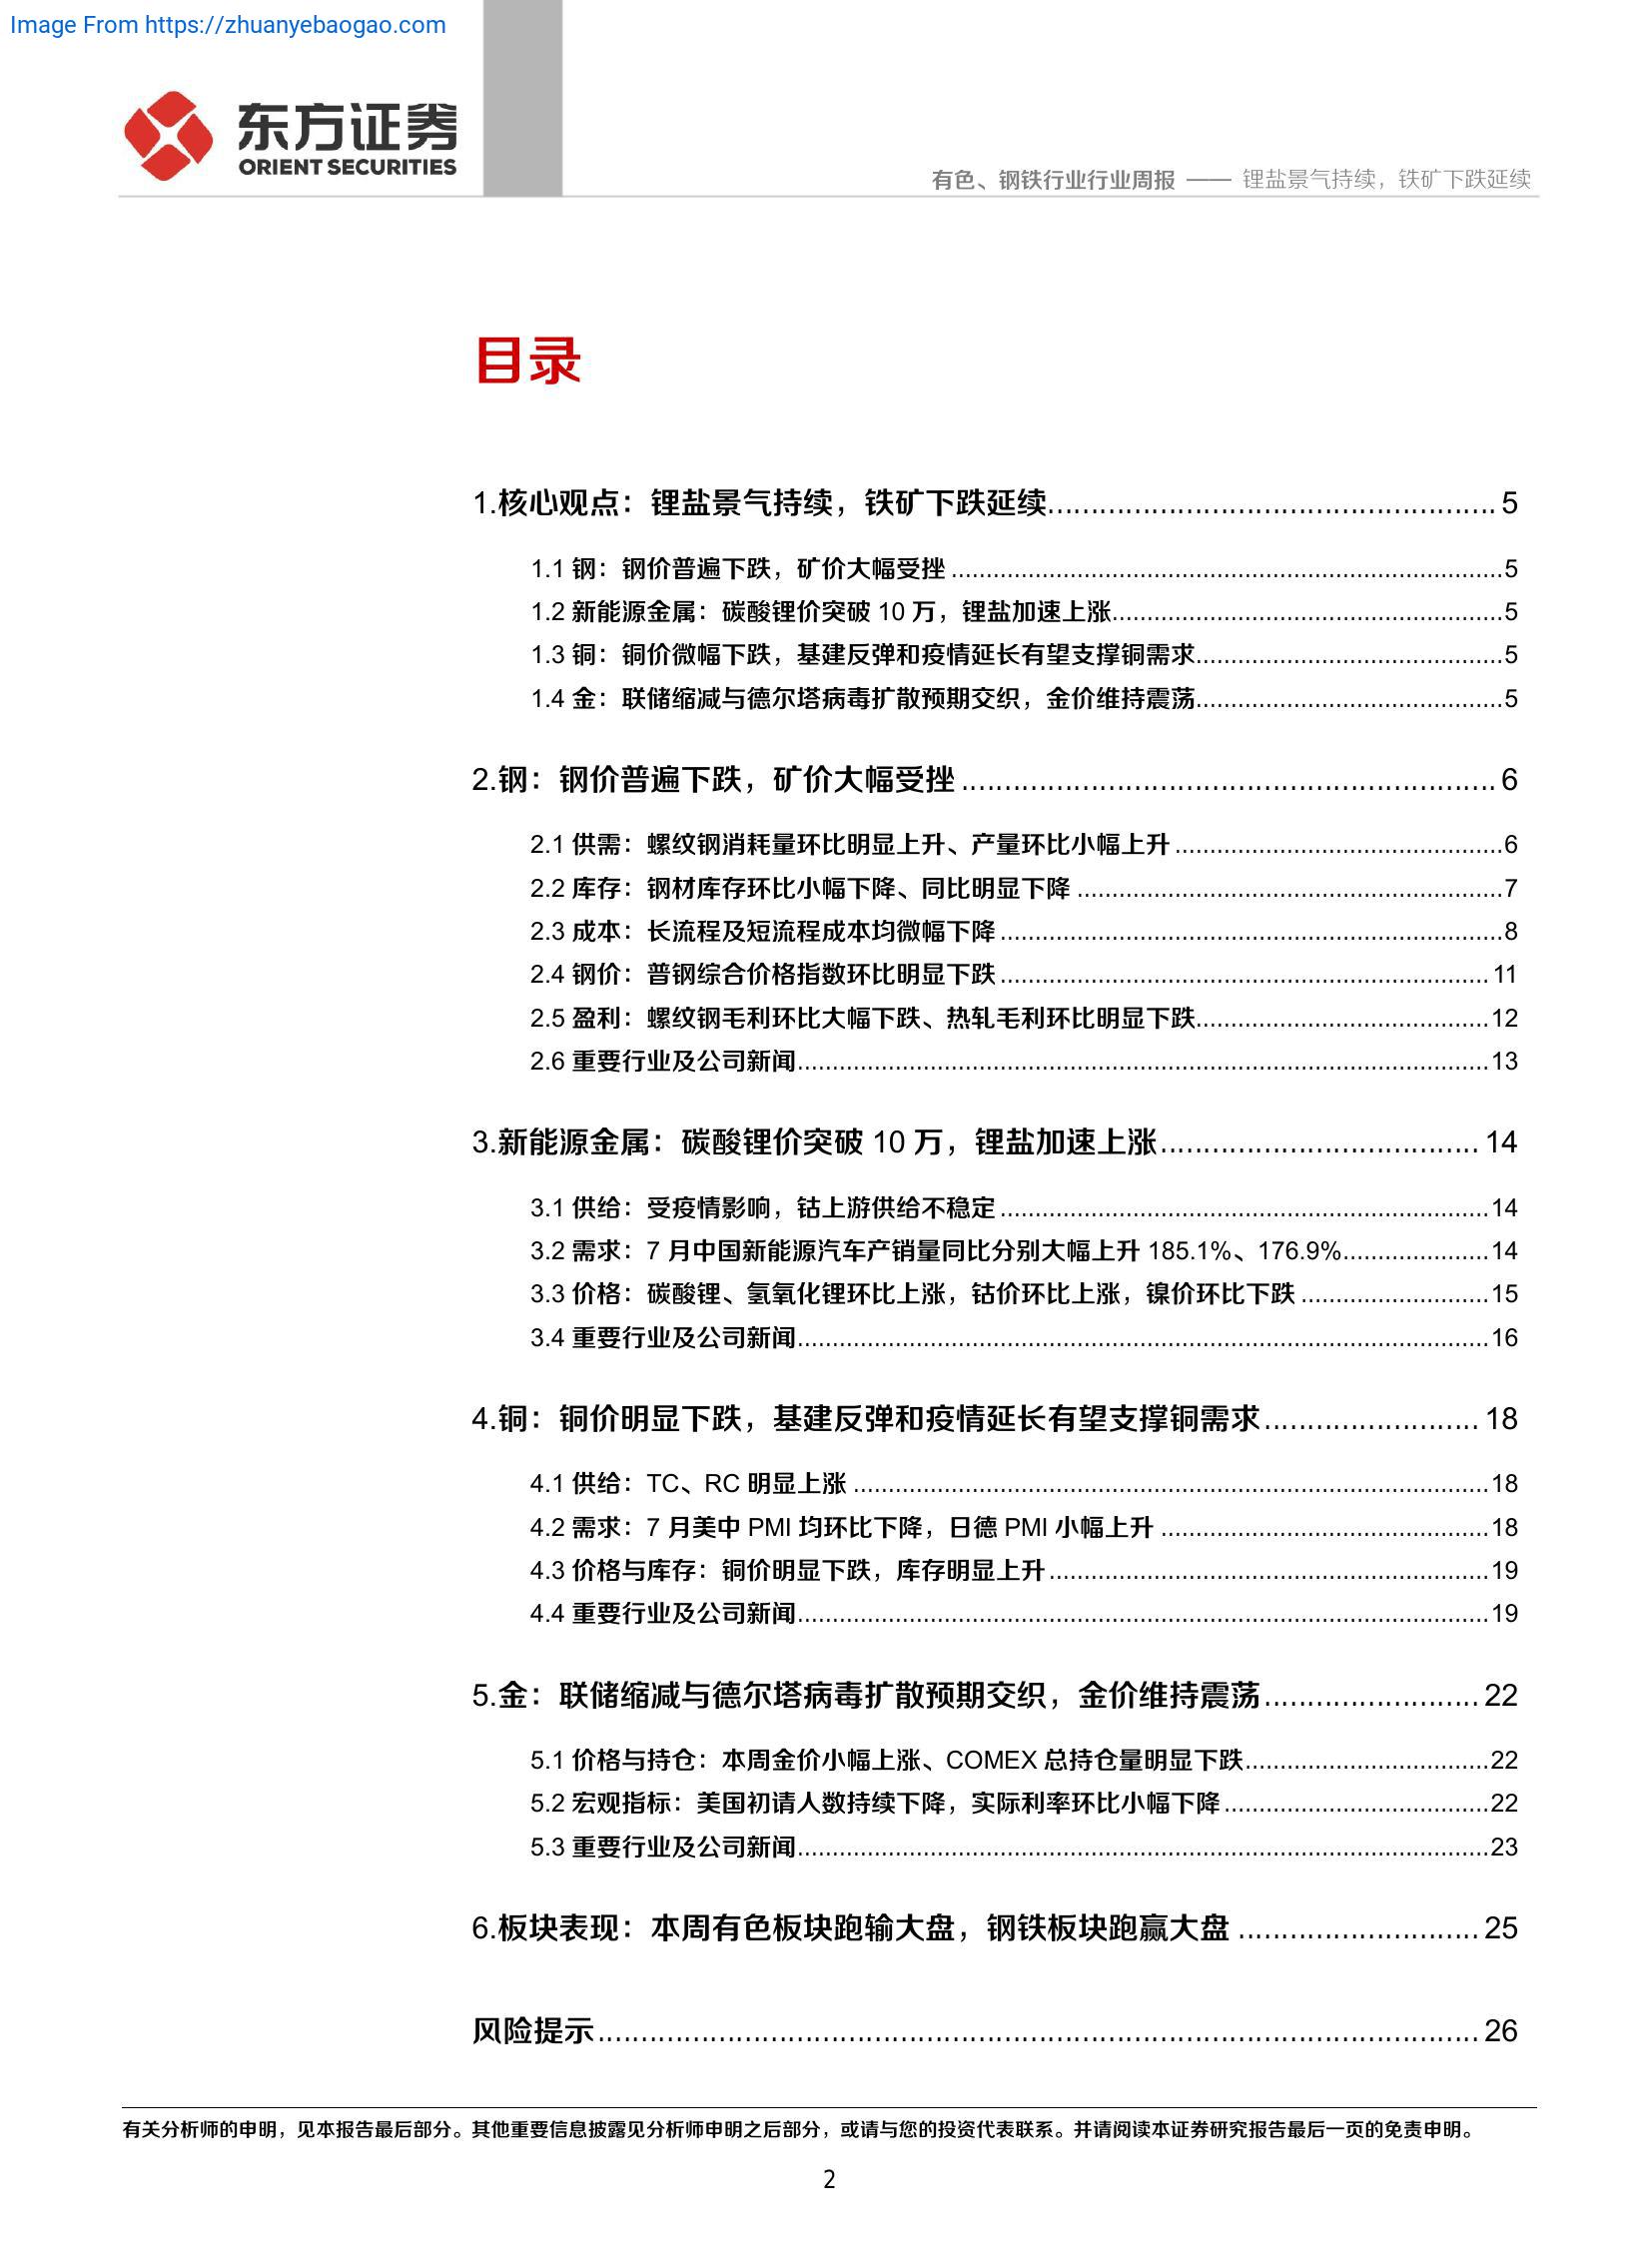 Image From https://zhuanyebaogao.com
东方证券
ORIENT SECURITIES
有色、钢铁行业行业周报 —— 锂盐景气持续，铁矿下跌延续
目录
1.核心观点：锂盐景气持续，铁矿下跌延续.................................................... 5
1.1 钢：钢价普遍下跌，矿价大幅受挫 ...............................................................................5
1.2 新能源金属：碳酸锂价突破 10 万，锂盐加速上涨........................................................5
1.3 铜：铜价微幅下跌，基建反弹和疫情延长有望支撑铜需求............................................5
1.4 金：联储缩减与德尔塔病毒扩散预期交织，金价维持震荡............................................5
2.钢：钢价普遍下跌，矿价大幅受挫 .............................................................. 6
2.1 供需：螺纹钢消耗量环比明显上升、产量环比小幅上升 ...............................................6
2.2 库存：钢材库存环比小幅下降、同比明显下降 .............................................................7
2.3 成本：长流程及短流程成本均微幅下降 ........................................................................8
2.4 钢价：普钢综合价格指数环比明显下跌 ...................................................................... 11
2.5 盈利：螺纹钢毛利环比大幅下跌、热轧毛利环比明显下跌..........................................12
2.6 重要行业及公司新闻...................................................................................................13
3.新能源金属：碳酸锂价突破 10 万，锂盐加速上涨..................................... 14
3.1 供给：受疫情影响，钴上游供给不稳定 ......................................................................14
3.2 需求：7 月中国新能源汽车产销量同比分别大幅上升 185.1%、176.9%.....................14
3.3 价格：碳酸锂、氢氧化锂环比上涨，钴价环比上涨，镍价环比下跌 ...........................15
3.4 重要行业及公司新闻...................................................................................................16
4.铜：铜价明显下跌，基建反弹和疫情延长有望支撑铜需求......................... 18
4.1 供给：TC、RC 明显上涨 ...........................................................................................18
4.2 需求：7 月美中 PMI 均环比下降，日德 PMI 小幅上升 ...............................................18
4.3 价格与库存：铜价明显下跌，库存明显上升...............................................................19
4.4 重要行业及公司新闻...................................................................................................19
5.金：联储缩减与德尔塔病毒扩散预期交织，金价维持震荡......................... 22
5.1 价格与持仓：本周金价小幅上涨、COMEX 总持仓量明显下跌...................................22
5.2 宏观指标：美国初请人数持续下降，实际利率环比小幅下降 ......................................22
5.3 重要行业及公司新闻...................................................................................................23
6.板块表现：本周有色板块跑输大盘，钢铁板块跑赢大盘 ............................ 25
风险提示...................................................................................................... 26
有关分析师的申明，见本报告最后部分。其他重要信息披露见分析师申明之后部分，或请与您的投资代表联系。并请阅读本证券研究报告最后一页的免责申明。
2